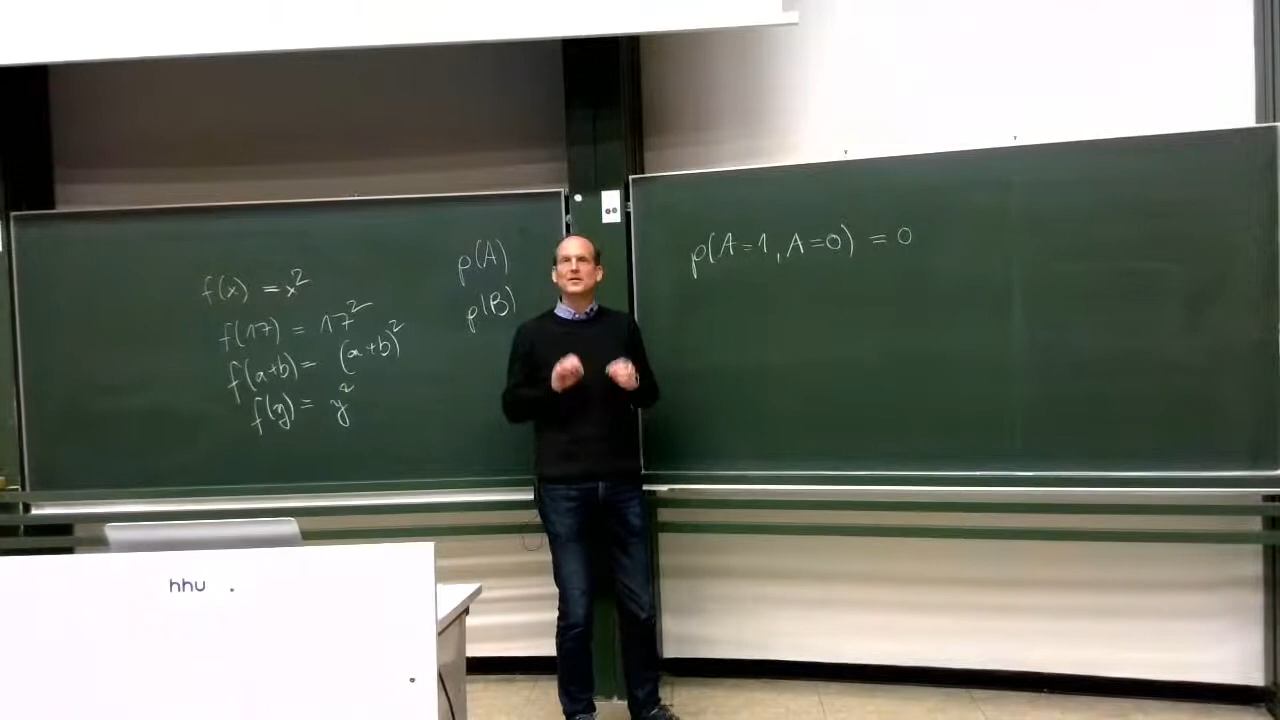 f(x) = x²
f(17) = 17²
f(a+b) = (a+b)²
f(y) = y²
p(A)
p(B)
p(A=1, A=0) = 0
hhu .